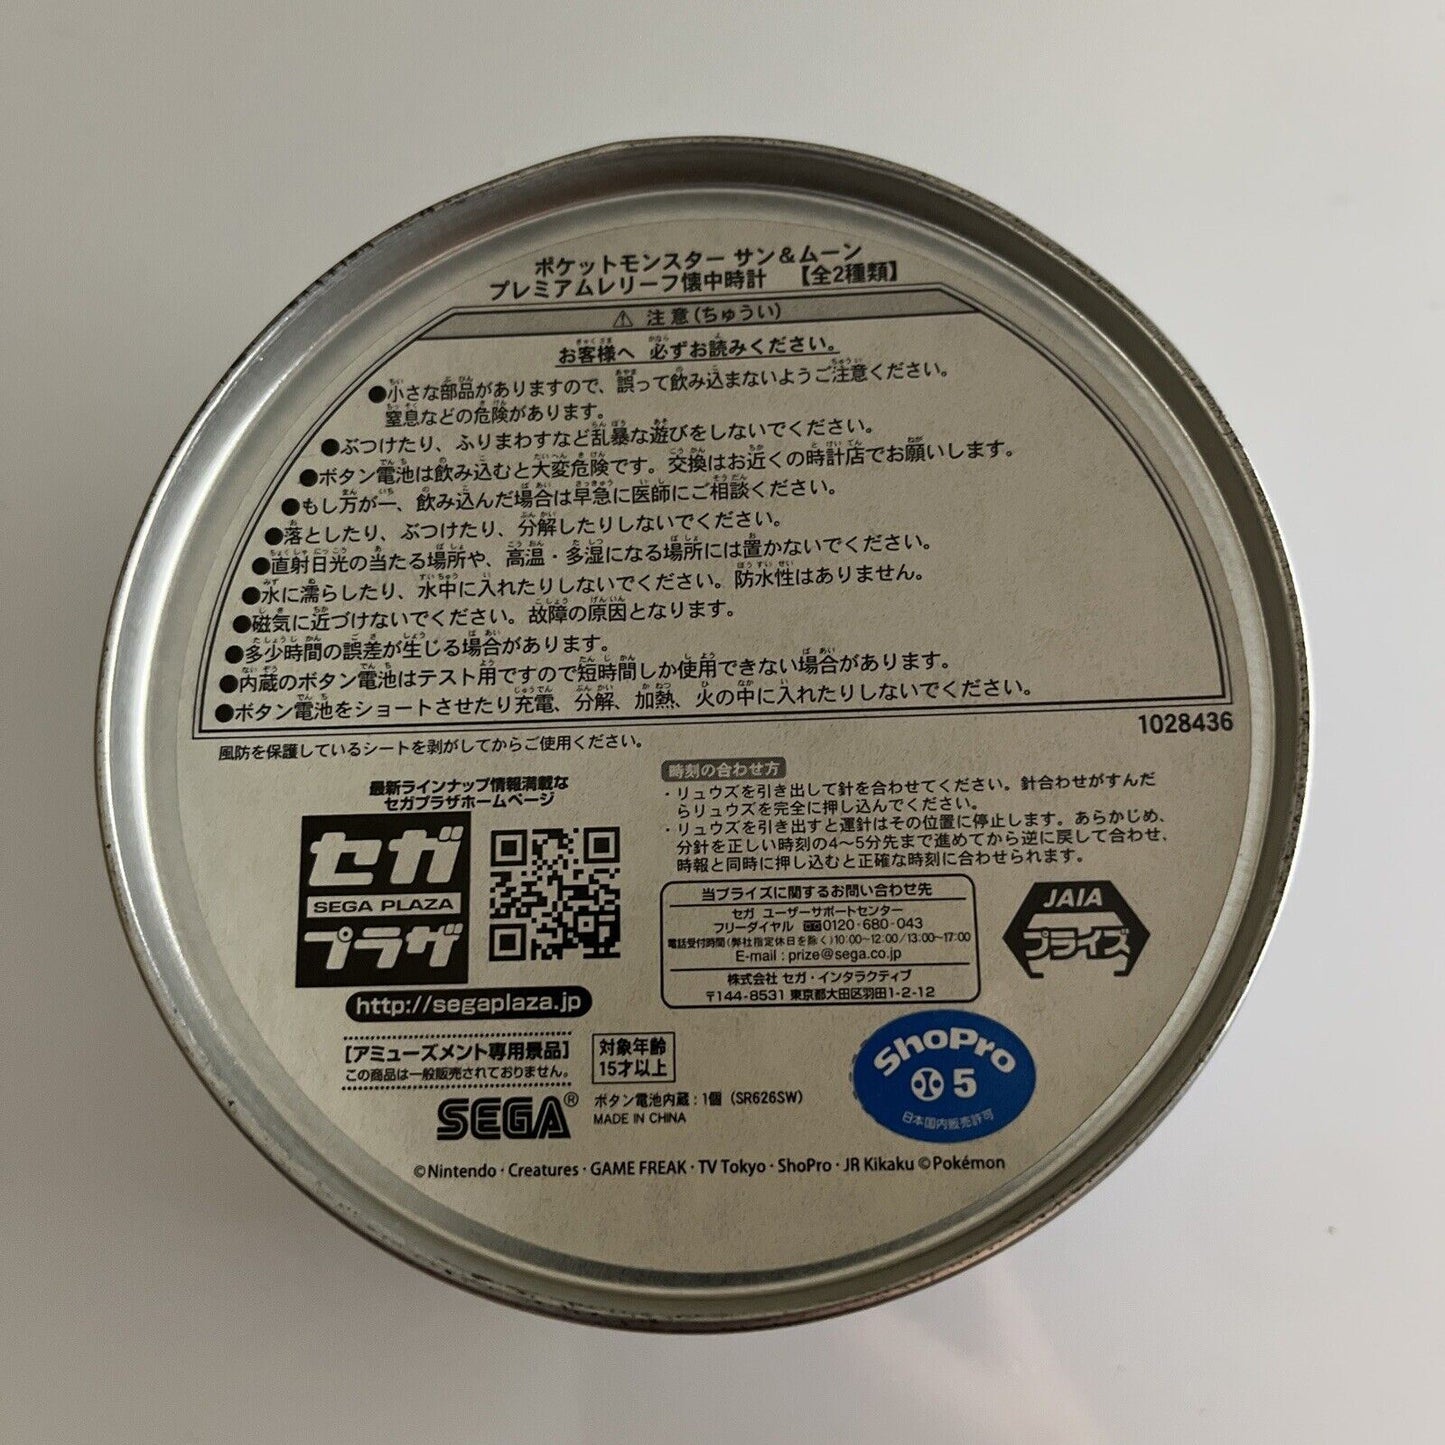 ポケットモンスター サン&ムーン
プレミアムレリーフ懐中時計 【全2種類】
⚠ 注意(ちゅうい)
お客様へ 必ずお読みください。
●小さな部品がありますので、誤って飲み込まないようご注意ください。
窒息などの危険があります。
●ぶつけたり、ふりまわすなど乱暴な遊びをしないでください。
●ボタン電池は飲み込むと大変危険です。交換はお近くの時計店でお願いします。
●もし万が一、飲み込んだ場合は早急に医師にご相談ください。
●落としたり、ぶつけたり、分解したりしないでください。
●直射日光の当たる場所や、高温・多湿になる場所には置かないでください。
●水に濡らしたり、水中に入れたりしないでください。防水性はありません。
●磁気に近づけないでください。故障の原因となります。
●多少時間の誤差が生じる場合があります。
●内蔵のボタン電池はテスト用ですので短時間しか使用できない場合があります。
●ボタン電池をショートさせたり充電、分解、加熱、火の中に入れたりしないでください。
1028436
風防を保護しているシートを剥がしてからご使用ください。
最新ラインナップ情報満載な
セガプラザホームページ
セガ
SEGA PLAZA
プラザ
http://segaplaza.jp
時刻の合わせ方
・リュウズを引き出して針を合わせてください。針合わせがすんだ
らリュウズを完全に押し込んでください。
・リュウズを引き出すと運針はその位置に停止します。あらかじめ、
分針を正しい時刻の4〜5分先まで進めてから逆に戻して合わせ、
時報と同時に押し込むと正確な時刻に合わせられます。
当プライズに関するお問い合わせ先
セガ ユーザーサポートセンター
フリーダイヤル 0120-680-043
電話受付時間(弊社指定休日を除く)10:00~12:00/13:00~17:00
E-mail : prize@sega.co.jp
株式会社 セガ・インタラクティブ
〒144-8531 東京都大田区羽田1-2-12
JAIA
プライズ
[アミューズメント専用景品]
この商品は一般販売されておりません。
対象年齢
15才以上
SEGA®
ボタン電池内蔵:1個(SR626SW)
MADE IN CHINA
ShoPro
5
日本国内販売許可
©Nintendo・Creatures・GAME FREAK・TV Tokyo・ShoPro・JR Kikaku ©Pokémon